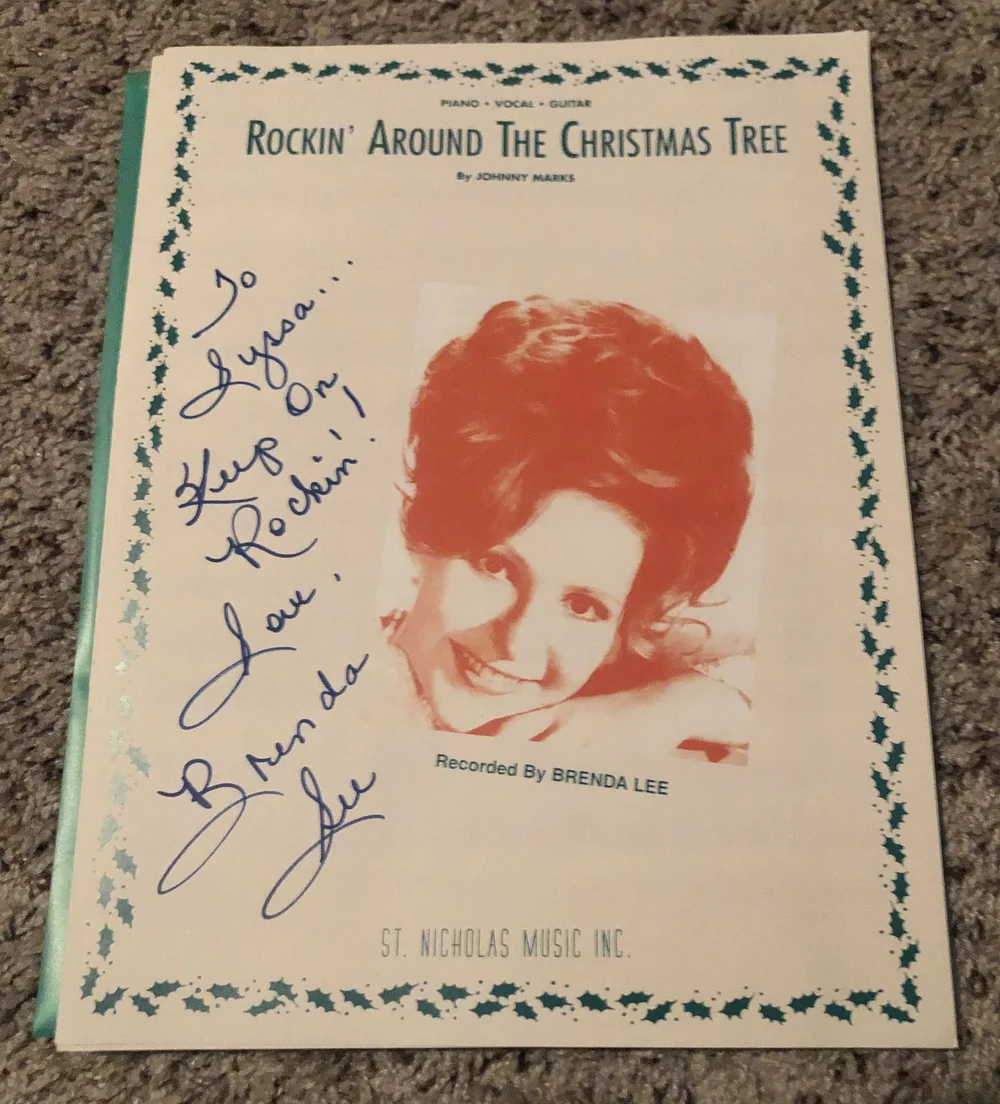 PIANO • VOCAL • GUITAR
ROCKIN' AROUND THE CHRISTMAS TREE
By JOHNNY MARKS
To
Lyssa...
Keep On
Rockin'!
Love,
Brenda
Lee
Recorded By BRENDA LEE
ST. NICHOLAS MUSIC INC.